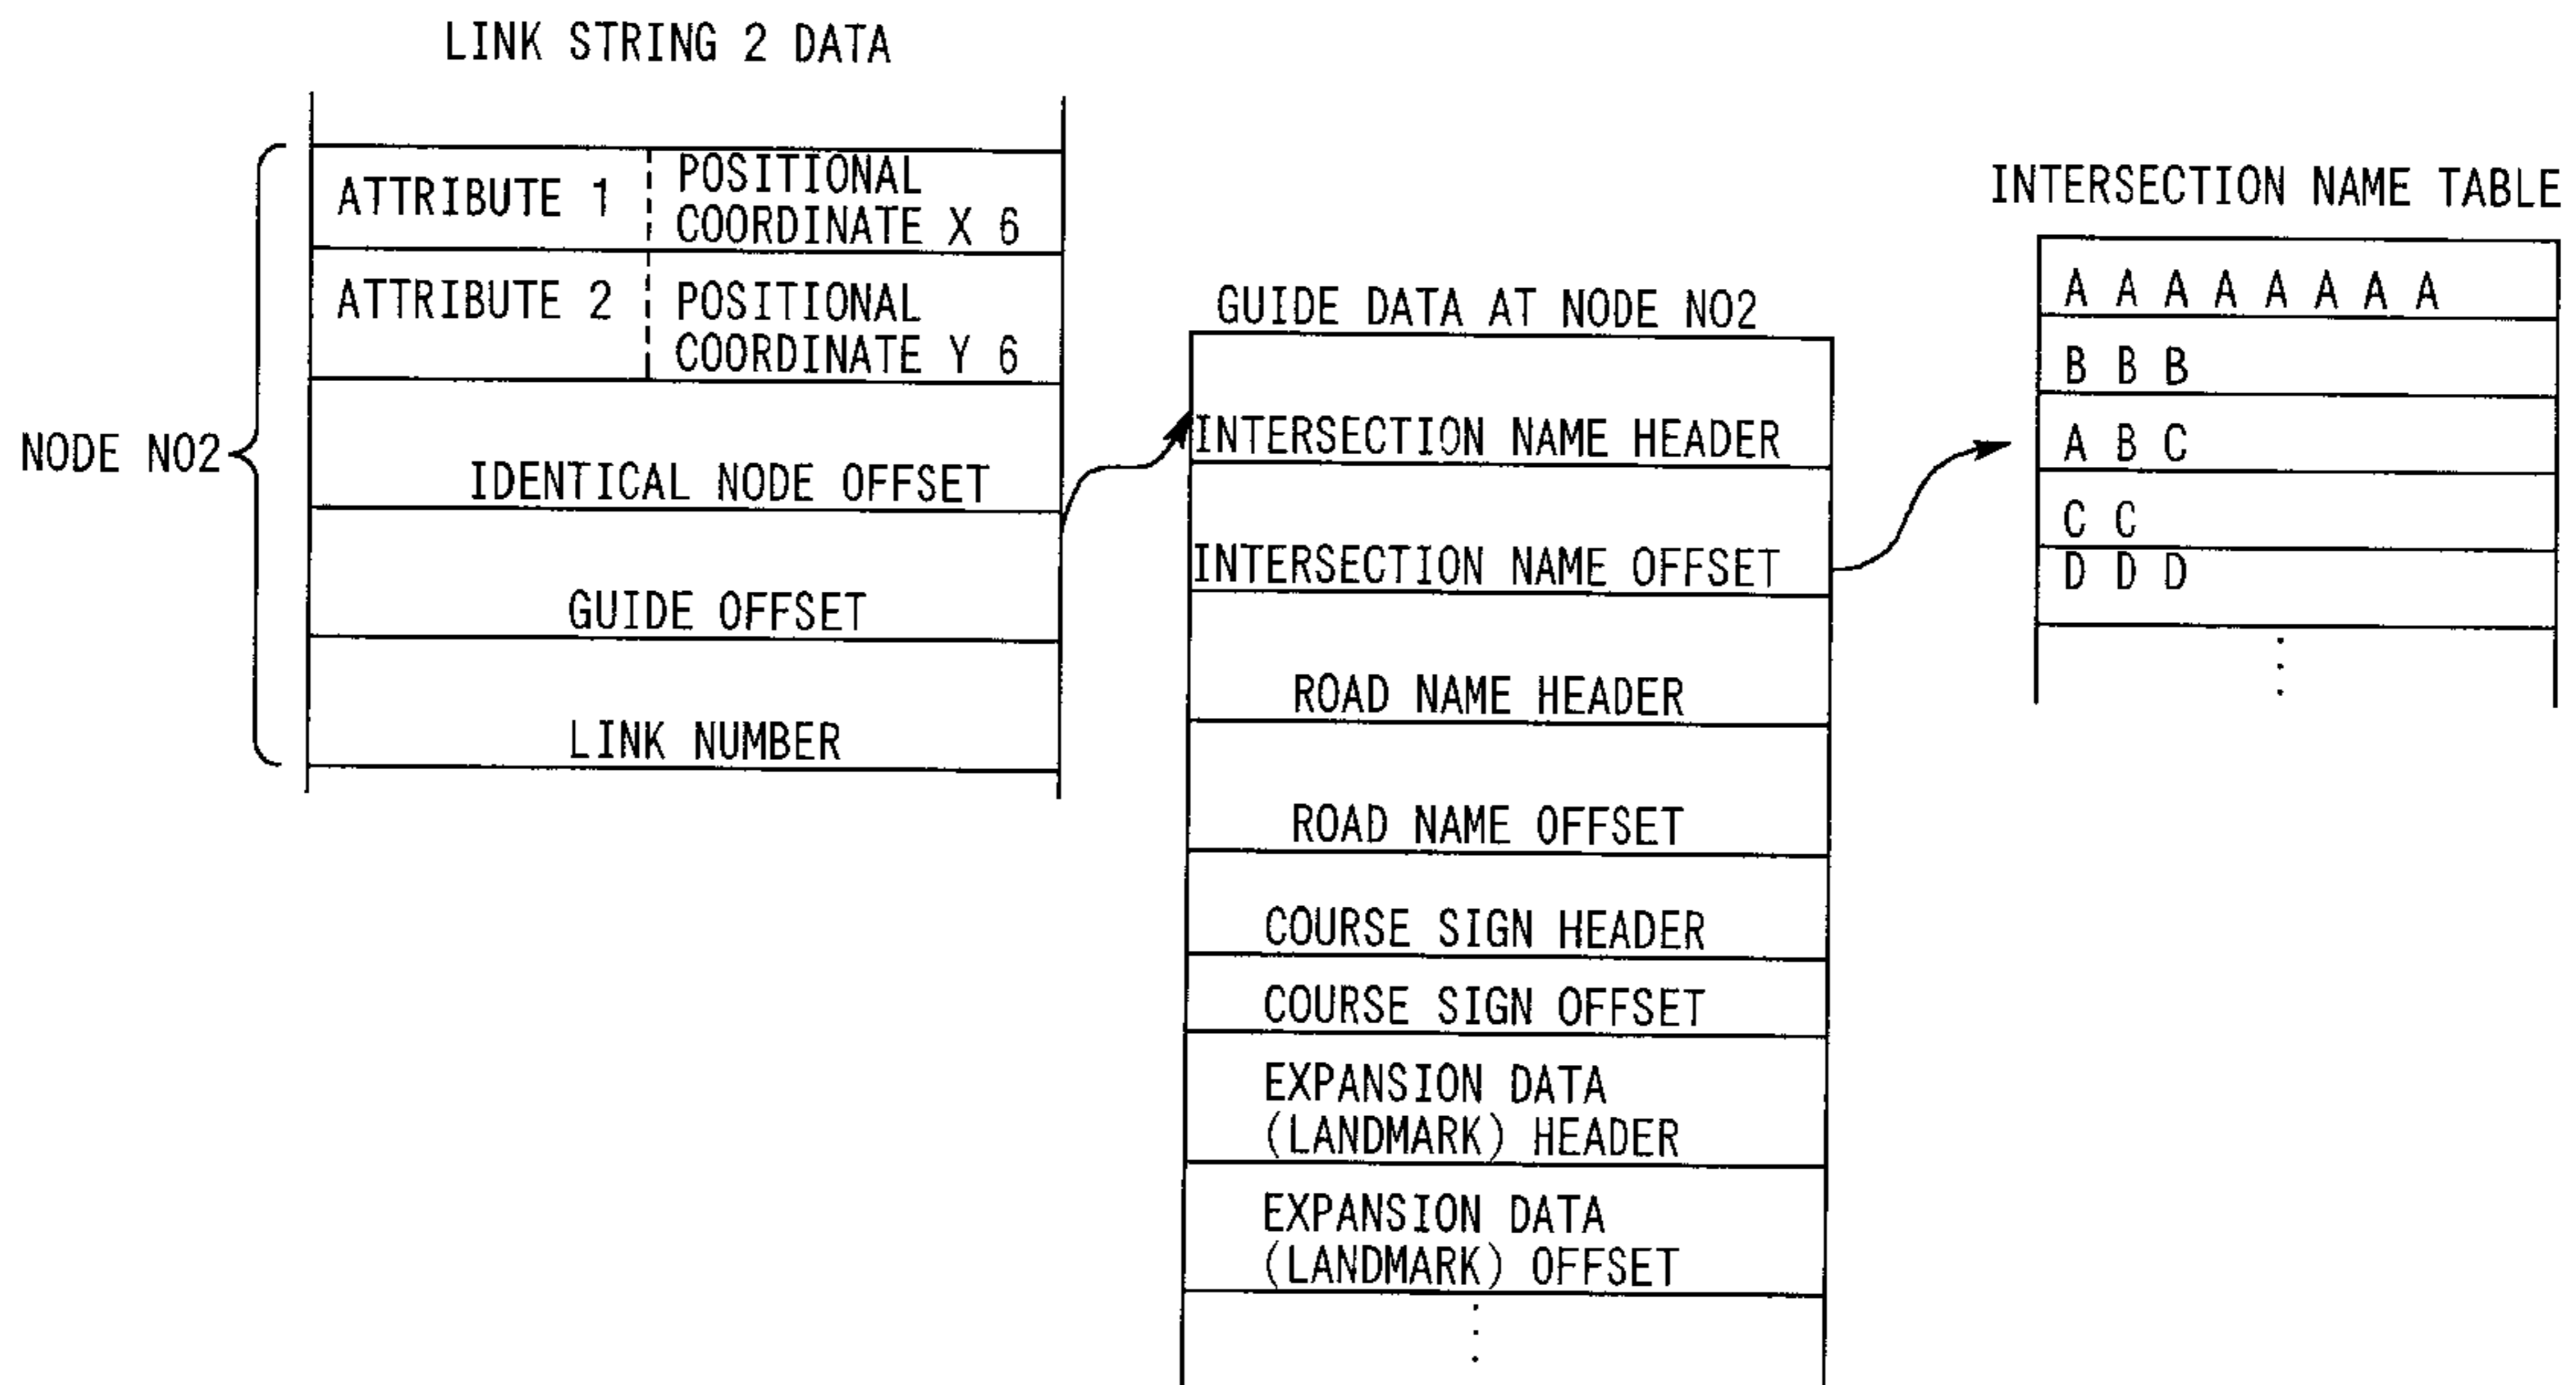 LINK STRING 2 DATA
NODE N02
ATTRIBUTE 1
POSITIONAL
COORDINATE X 6
ATTRIBUTE 2
POSITIONAL
COORDINATE Y 6
IDENTICAL NODE OFFSET
GUIDE OFFSET
LINK NUMBER
GUIDE DATA AT NODE N02
INTERSECTION NAME HEADER
INTERSECTION NAME OFFSET
ROAD NAME HEADER
ROAD NAME OFFSET
COURSE SIGN HEADER
COURSE SIGN OFFSET
EXPANSION DATA
(LANDMARK) HEADER
EXPANSION DATA
(LANDMARK) OFFSET
INTERSECTION NAME TABLE
A A A A A A A A
B B B
A B C
C C
D D D